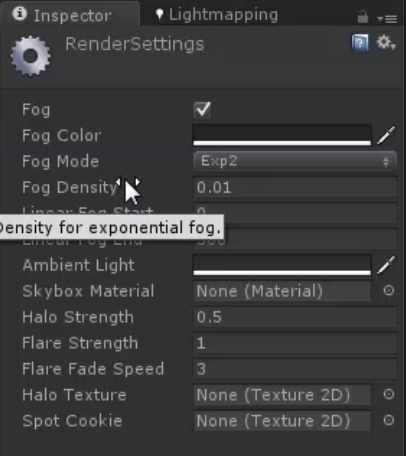 Inspector Lightmapping
RenderSettings
Fog
Fog Color
Fog Mode Exp2
Fog Density 0.01
Linear Fog Start 0
Density for exponential fog.
Linear Fog End 300
Ambient Light
Skybox Material None (Material)
Halo Strength 0.5
Flare Strength 1
Flare Fade Speed 3
Halo Texture None (Texture 2D)
Spot Cookie None (Texture 2D)